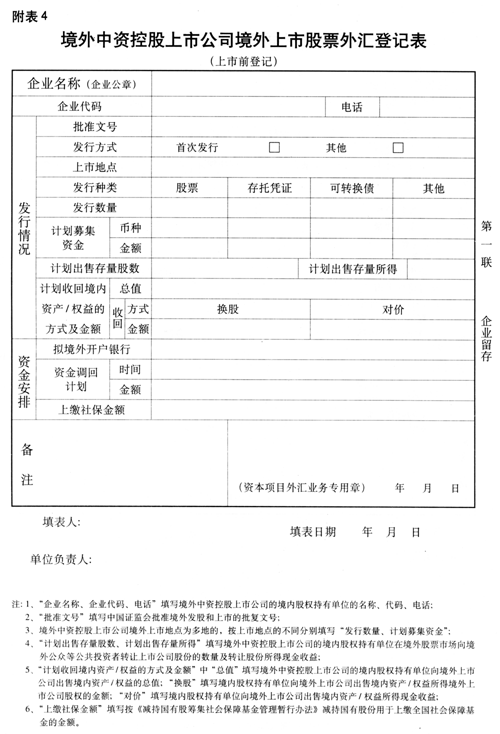 附表4
境外中资控股上市公司境外上市股票外汇登记表
(上市前登记)
企业名称(企业公章)
企业代码 电话
发行情况
批准文号
发行方式 首次发行 □ 其他 □
上市地点
发行种类 股票 存托凭证 可转换债 其他
发行数量
计划募集资金 币种
金额
计划出售存量股数 计划出售存量所得
计划收回境内资产/权益的方式及金额 总值
收回 方式 换股 对价
金额
资金安排
拟境外开户银行
资金调回计划 时间
金额
上缴社保金额
备注
(资本项目外汇业务专用章) 年 月 日
第一联 企业留存
填表人:
填表日期 年 月 日
单位负责人:
注:1、“企业名称、企业代码、电话”填写境外中资控股上市公司的境内股权持有单位的名称、代码、电话;
2、“批准文号”填写中国证监会批准境外发股和上市的批复文号;
3、境外中资控股上市公司境外上市地点为多地的,按上市地点的不同分别填写“发行数量、计划募集资金”;
4、“计划出售存量股数、计划出售存量所得”填写境外中资控股上市公司的境内股权持有单位在境外股票市场向境
外公众等公共投资者转让上市公司股份的数量及转让股份所得现金收益;
5、“计划收回境内资产/权益的方式及金额”中“总值”填写境外中资控股上市公司的境内股权持有单位向境外上市
公司出售境内资产/权益的总值;“换股”填写境内股权持有单位向境外上市公司出售境内资产/权益所得境外上
市公司股权的金额;“对价”填写境内股权持有单位向境外上市公司出售境内资产/权益所得现金收益;
6、“上缴社保金额”填写按《减持国有股筹集社会保障基金管理暂行办法》减持国有股份用于上缴全国社会保障基
金的金额。